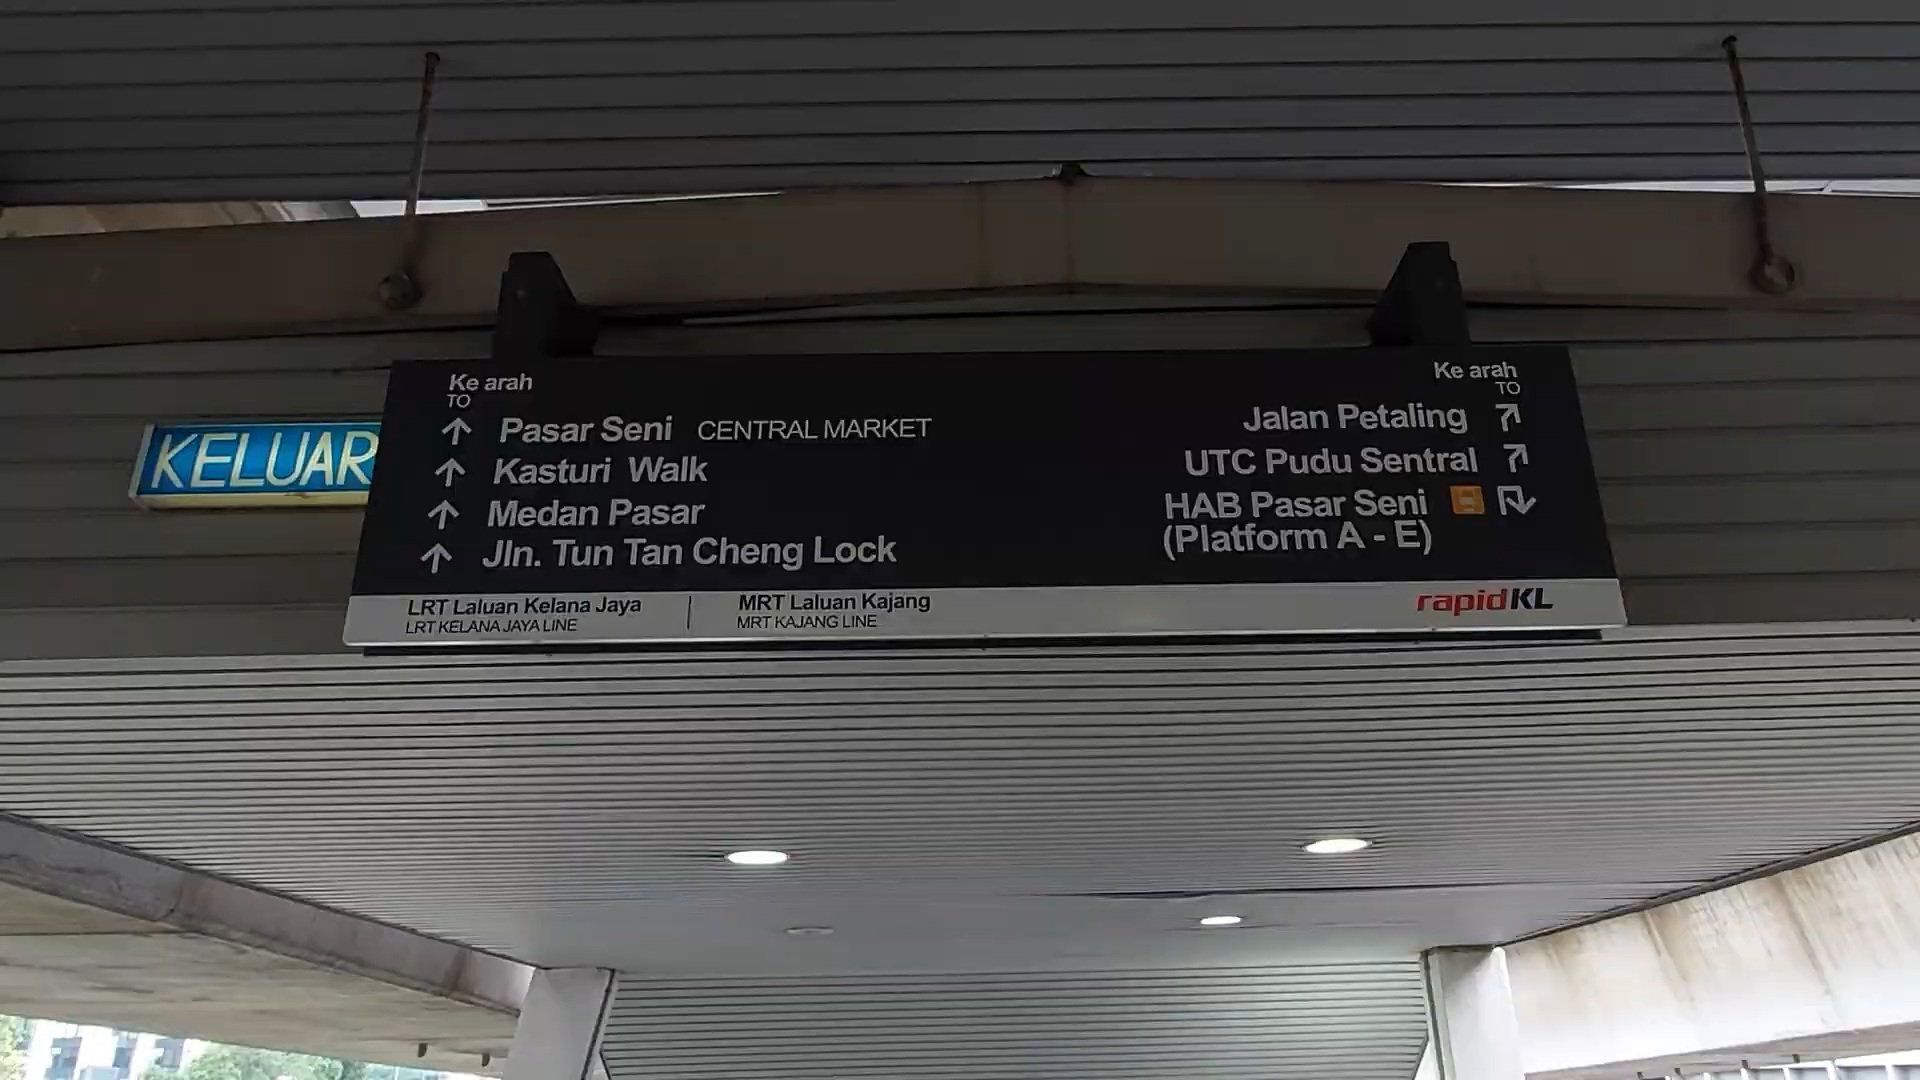 KELUAR
Ke arah
TO
Pasar Seni CENTRAL MARKET
Kasturi Walk
Medan Pasar
Jln. Tun Tan Cheng Lock
Ke arah
TO
Jalan Petaling
UTC Pudu Sentral
HAB Pasar Seni
(Platform A - E)
LRT Laluan Kelana Jaya
LRT KELANA JAYA LINE
MRT Laluan Kajang
MRT KAJANG LINE
rapidKL